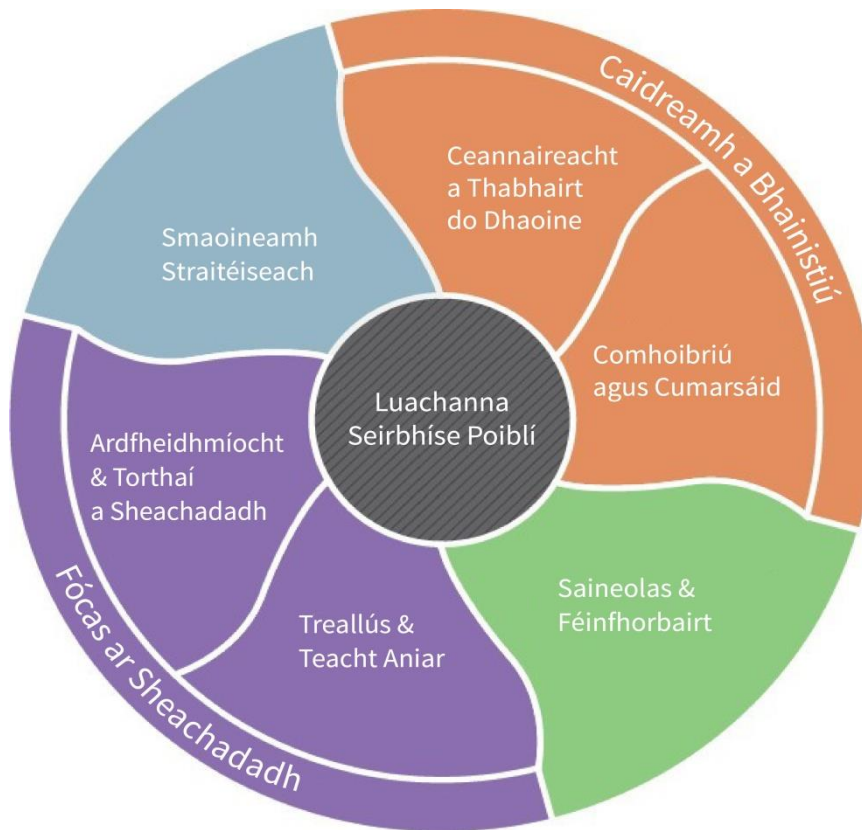 Caidreamh a Bhainistiú
Ceannaireacht
a Thabhairt
do Dhaoine
Smaoineamh
Straitéiseach
Comhoibriú
agus Cumarsáid
Luachanna
Seirbhíse Poiblí
Ardfheidhmíocht
& Torthaí
a Sheachadadh
Saineolas &
Féinfhorbairt
Treallús &
Teacht Aniar
Fócas ar Sheachadadh